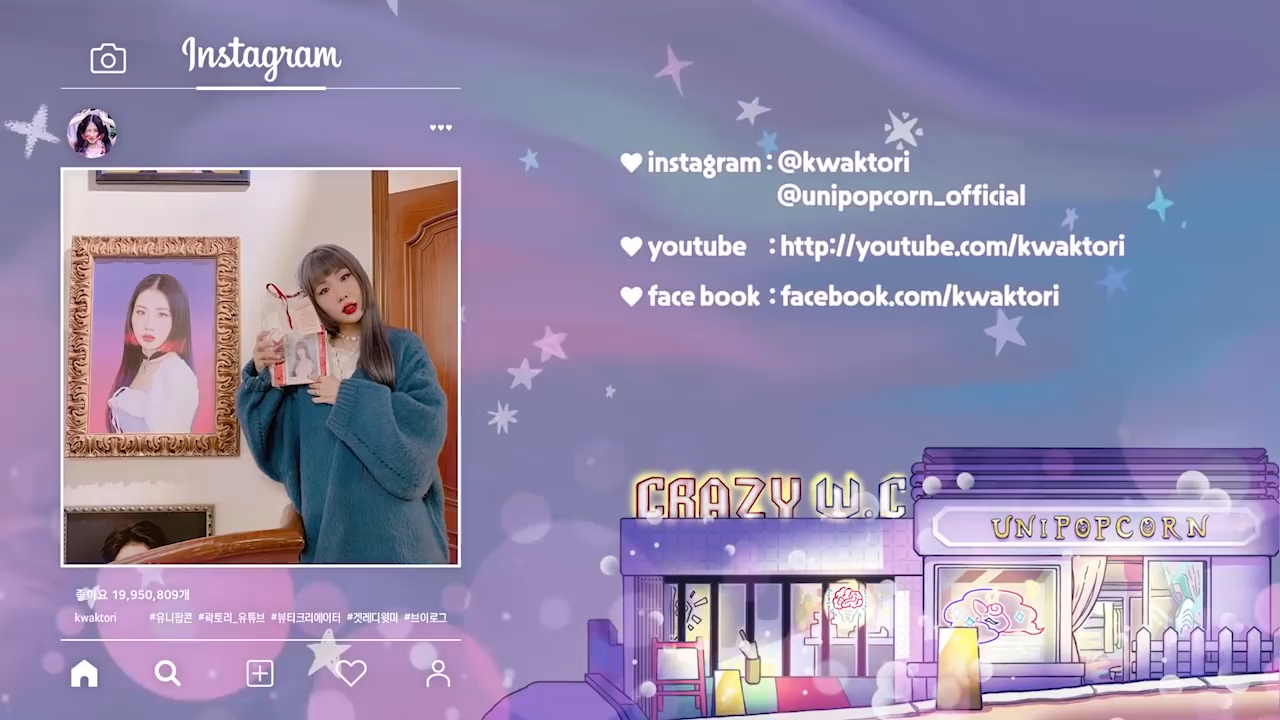 Instagram
instagram : @kwaktori
@unipopcorn_official
youtube : http://youtube.com/kwaktori
face book : facebook.com/kwaktori
CRAZY W.C
UNIPOPCORN
좋아요 19,950,809개
kwaktori #유니팝콘 #곽토리_유튜브 #뷰티크리에이터 #겟레디윗미 #브이로그